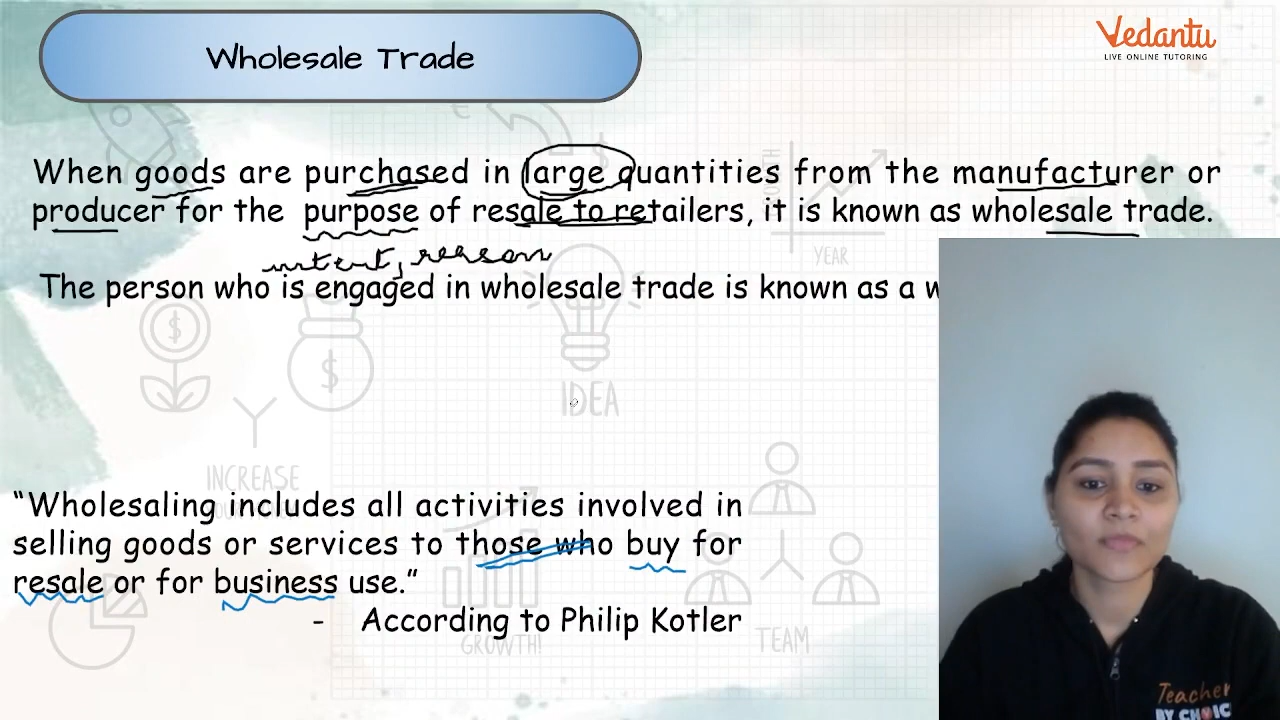 Wholesale Trade
Vedantu
LIVE ONLINE TUTORING
When goods are purchased in large quantities from the manufacturer or
producer for the purpose of resale to retailers, it is known as wholesale trade.
intent, reason
The person who is engaged in wholesale trade is known as a w
YEAR
IDEA
INCREASE
"Wholesaling includes all activities involved in
selling goods or services to those who buy for
resale or for business use."
- According to Philip Kotler
GROWTH!
TEAM
Teacher
BY CHOIC